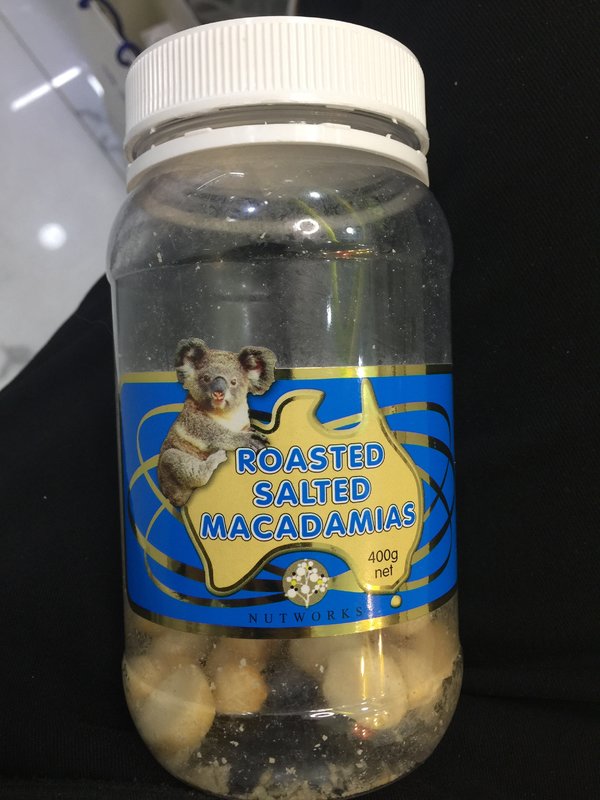 ROASTED
SALTED
MACADAMIAS
400g
net
NUTWORKS